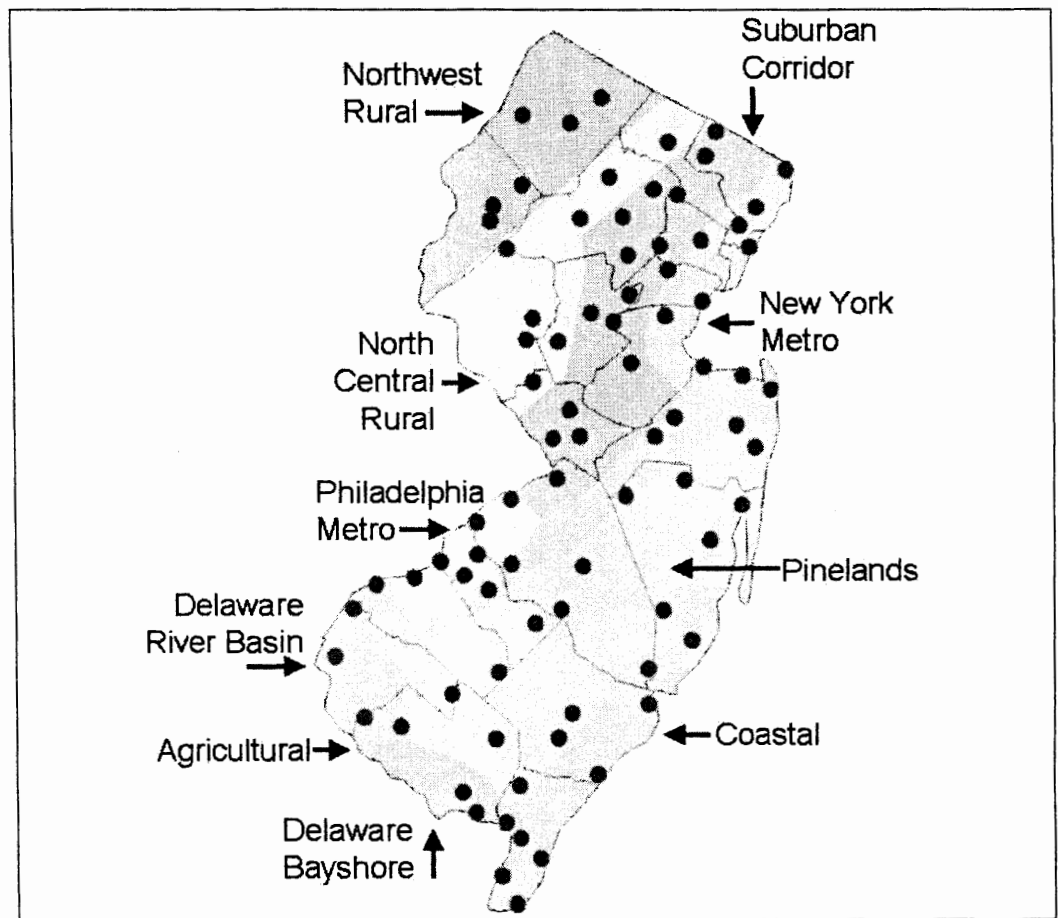 Suburban
Corridor
Northwest
Rural
New York
Metro
North
Central
Rural
Philadelphia
Metro
Pinelands
Delaware
River Basin
Coastal
Agricultural
Delaware
Bayshore